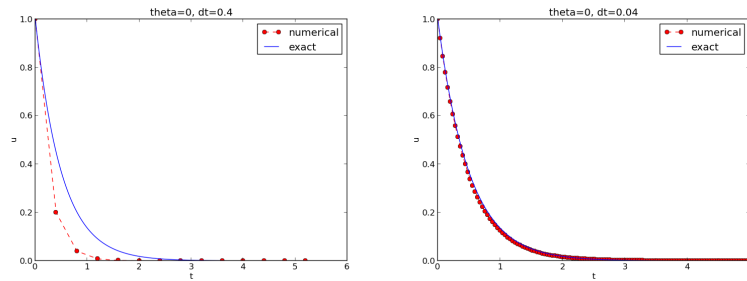 theta=0, dt=0.4
numerical
exact
u
1.0
0.8
0.6
0.4
0.2
0.0
0 1 2 3 4 5 6
t
theta=0, dt=0.04
numerical
exact
u
1.0
0.8
0.6
0.4
0.2
0.0
0 1 2 3 4
t